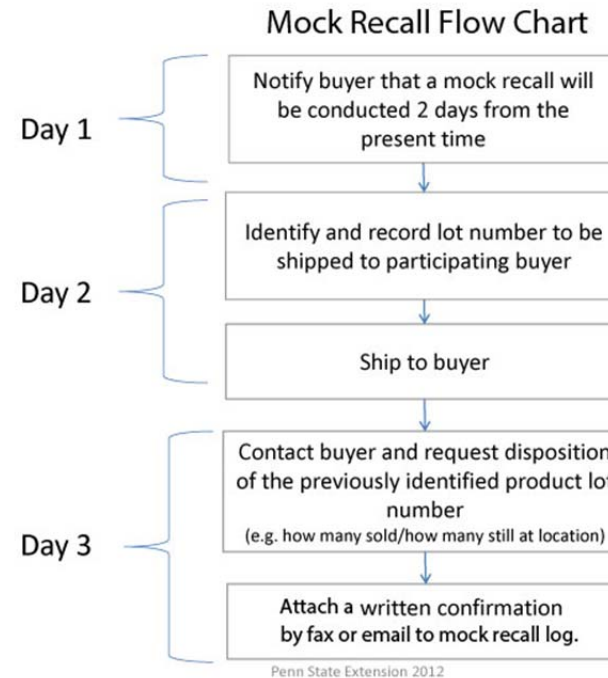 Mock Recall Flow Chart
Day 1
Notify buyer that a mock recall will
be conducted 2 days from the
present time
Day 2
Identify and record lot number to be
shipped to participating buyer
Ship to buyer
Day 3
Contact buyer and request disposition
of the previously identified product lot
number
(e.g. how many sold/how many still at location)
Attach a written confirmation
by fax or email to mock recall log.
Penn State Extension 2012